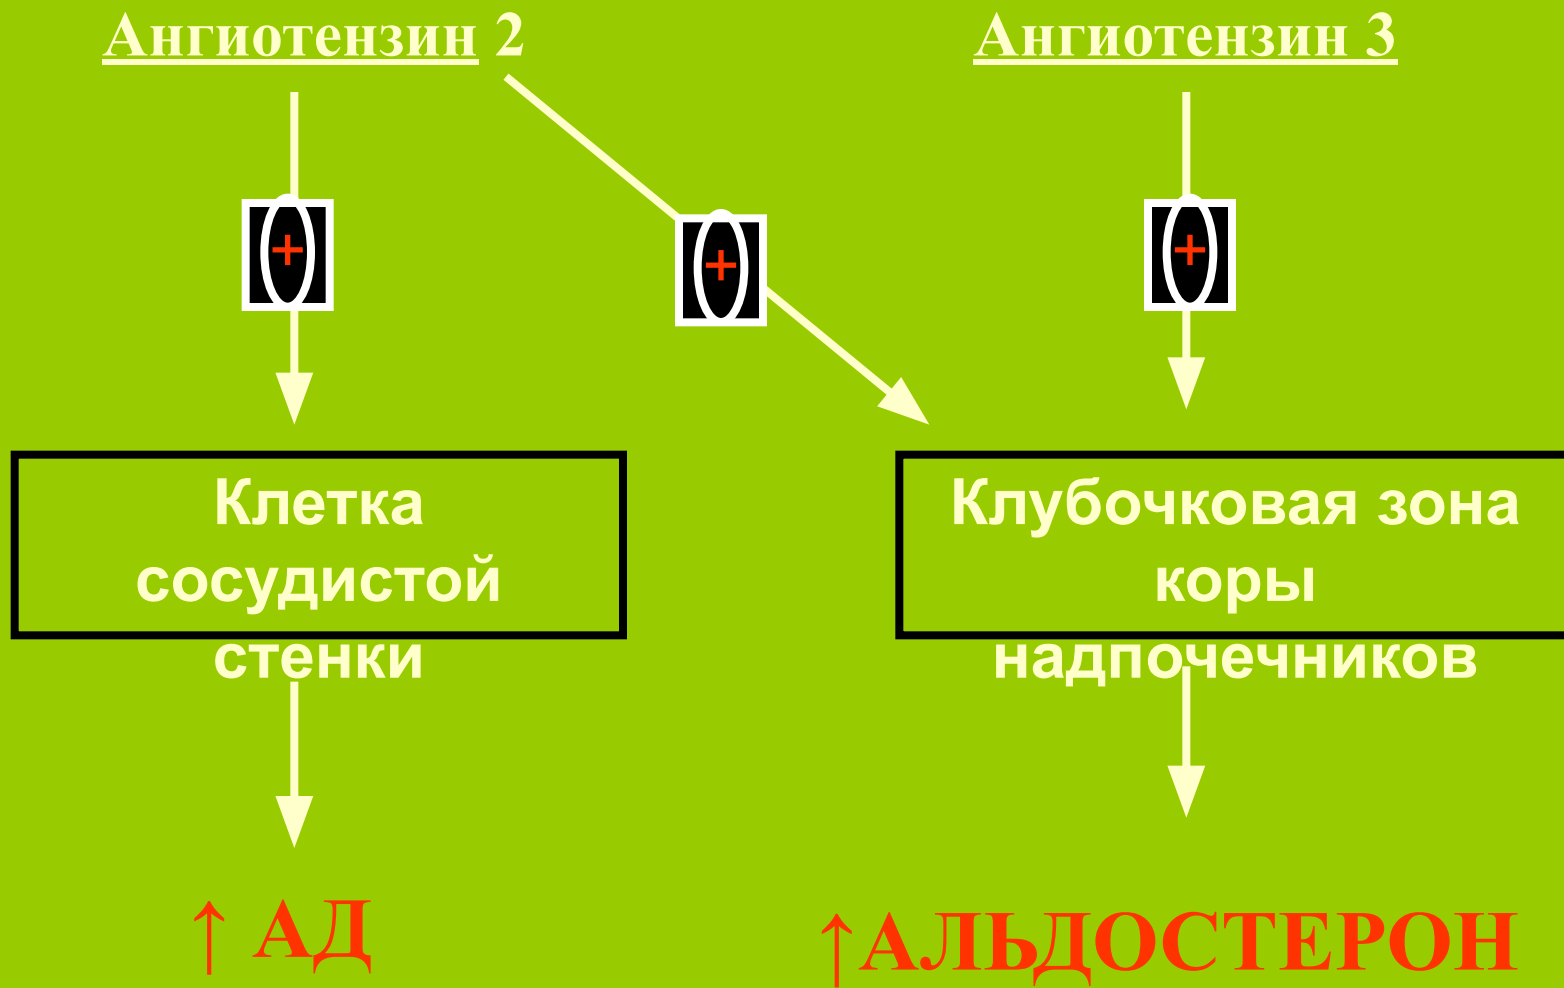 Ангиотензин 2
Ангиотензин 3
+
+
+
Клетка
сосудистой
стенки
Клубочковая зона
коры
надпочечников
↑ АД
↑АЛЬДОСТЕРОН